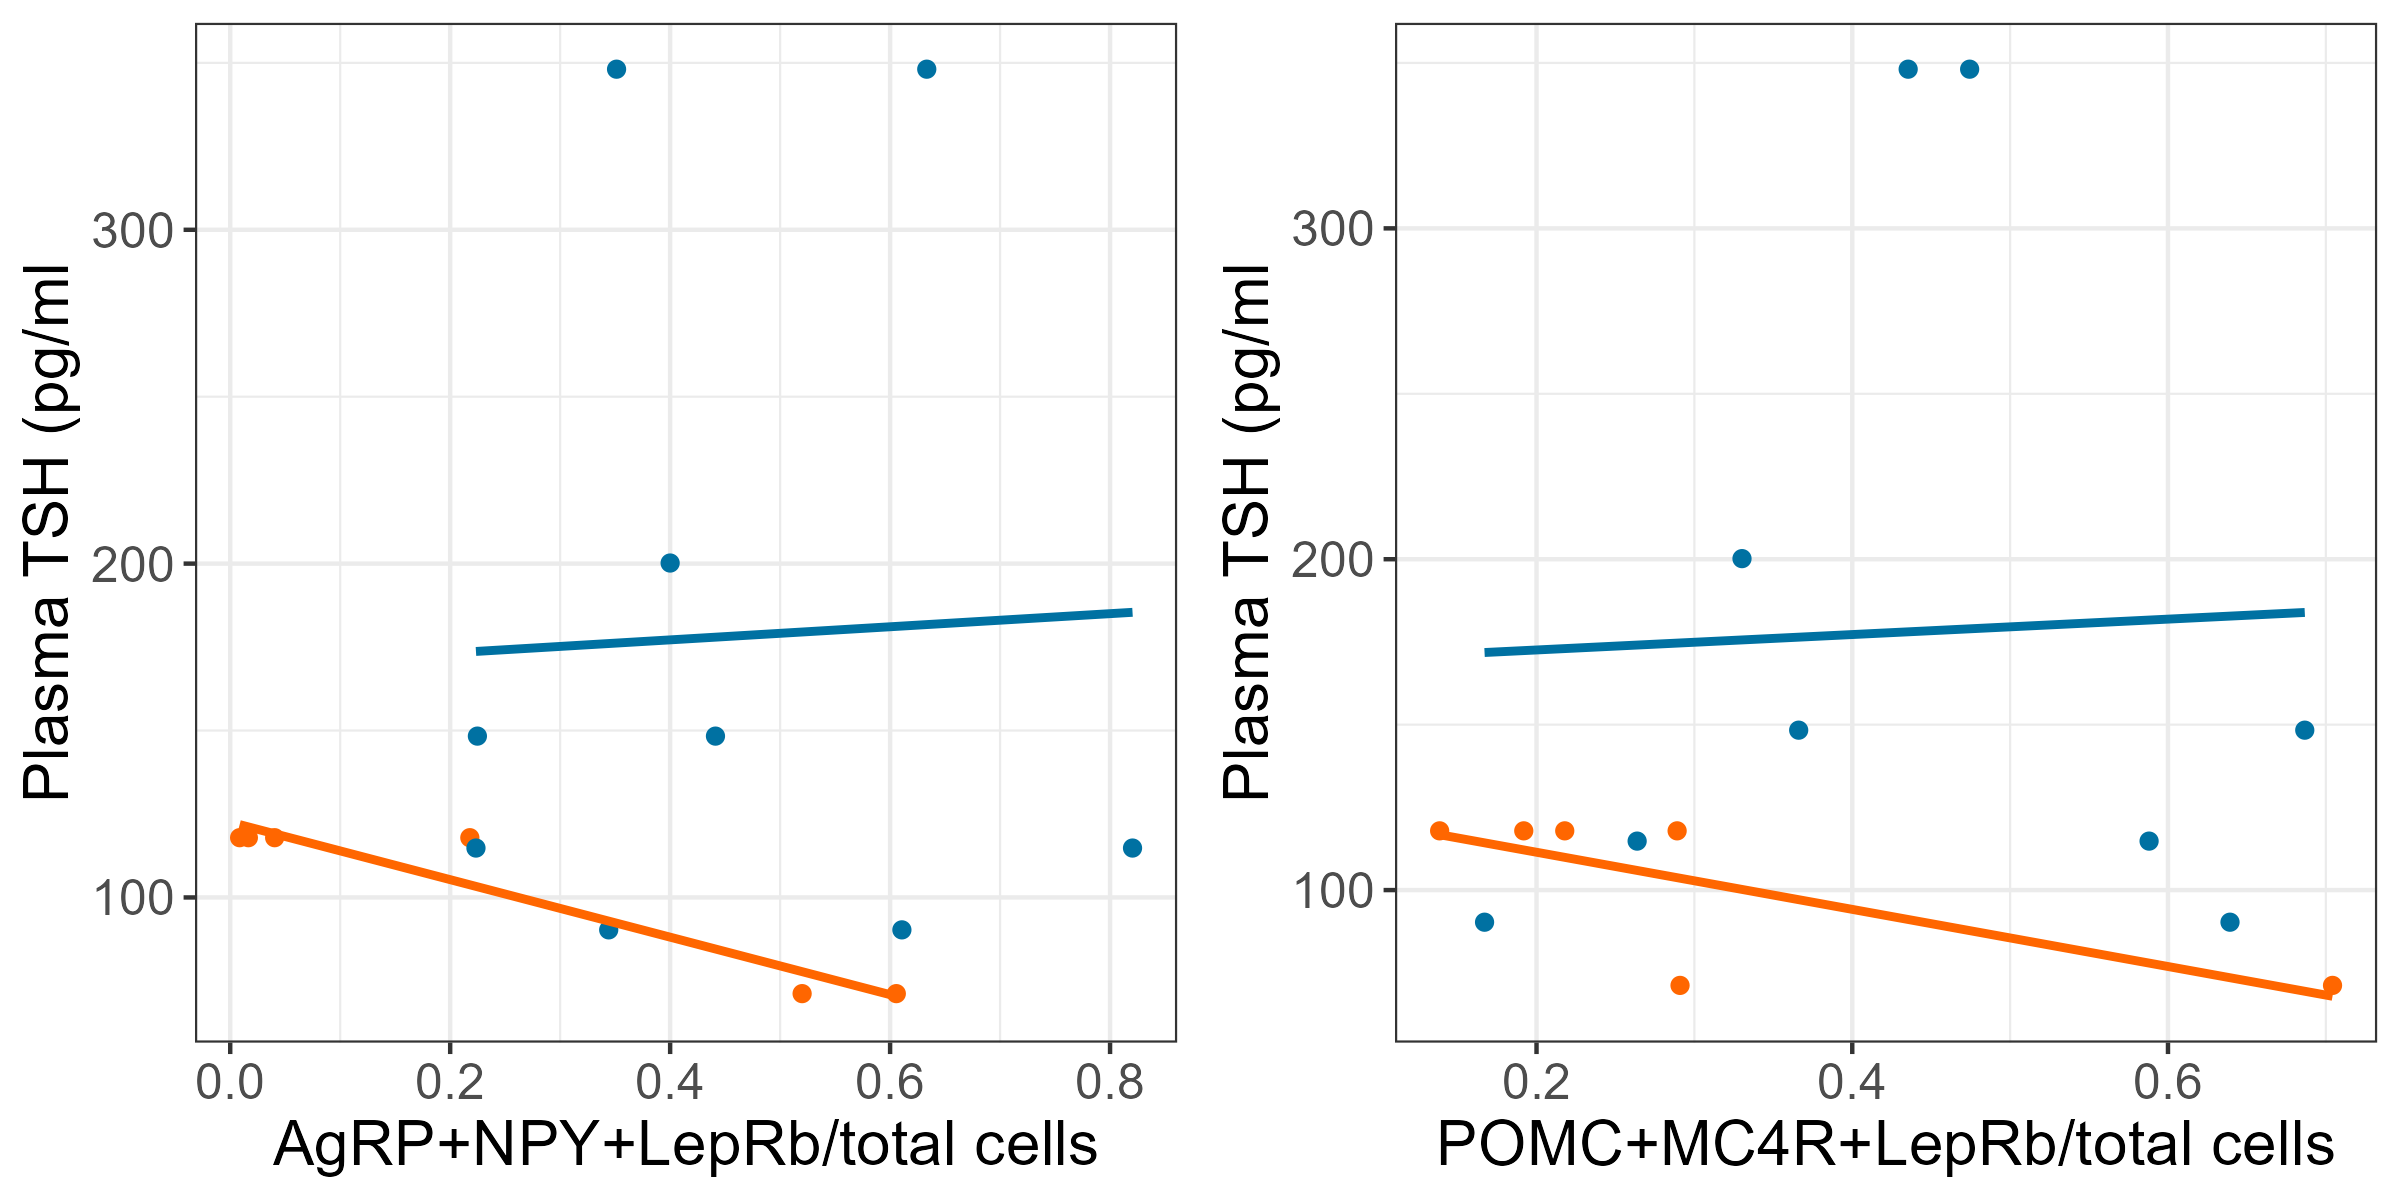 Plasma TSH (pg/ml
300
200
100
0.0 0.2 0.4 0.6 0.8
AgRP+NPY+LepRb/total cells
Plasma TSH (pg/ml
300
200
100
0.2 0.4 0.6
POMC+MC4R+LepRb/total cells